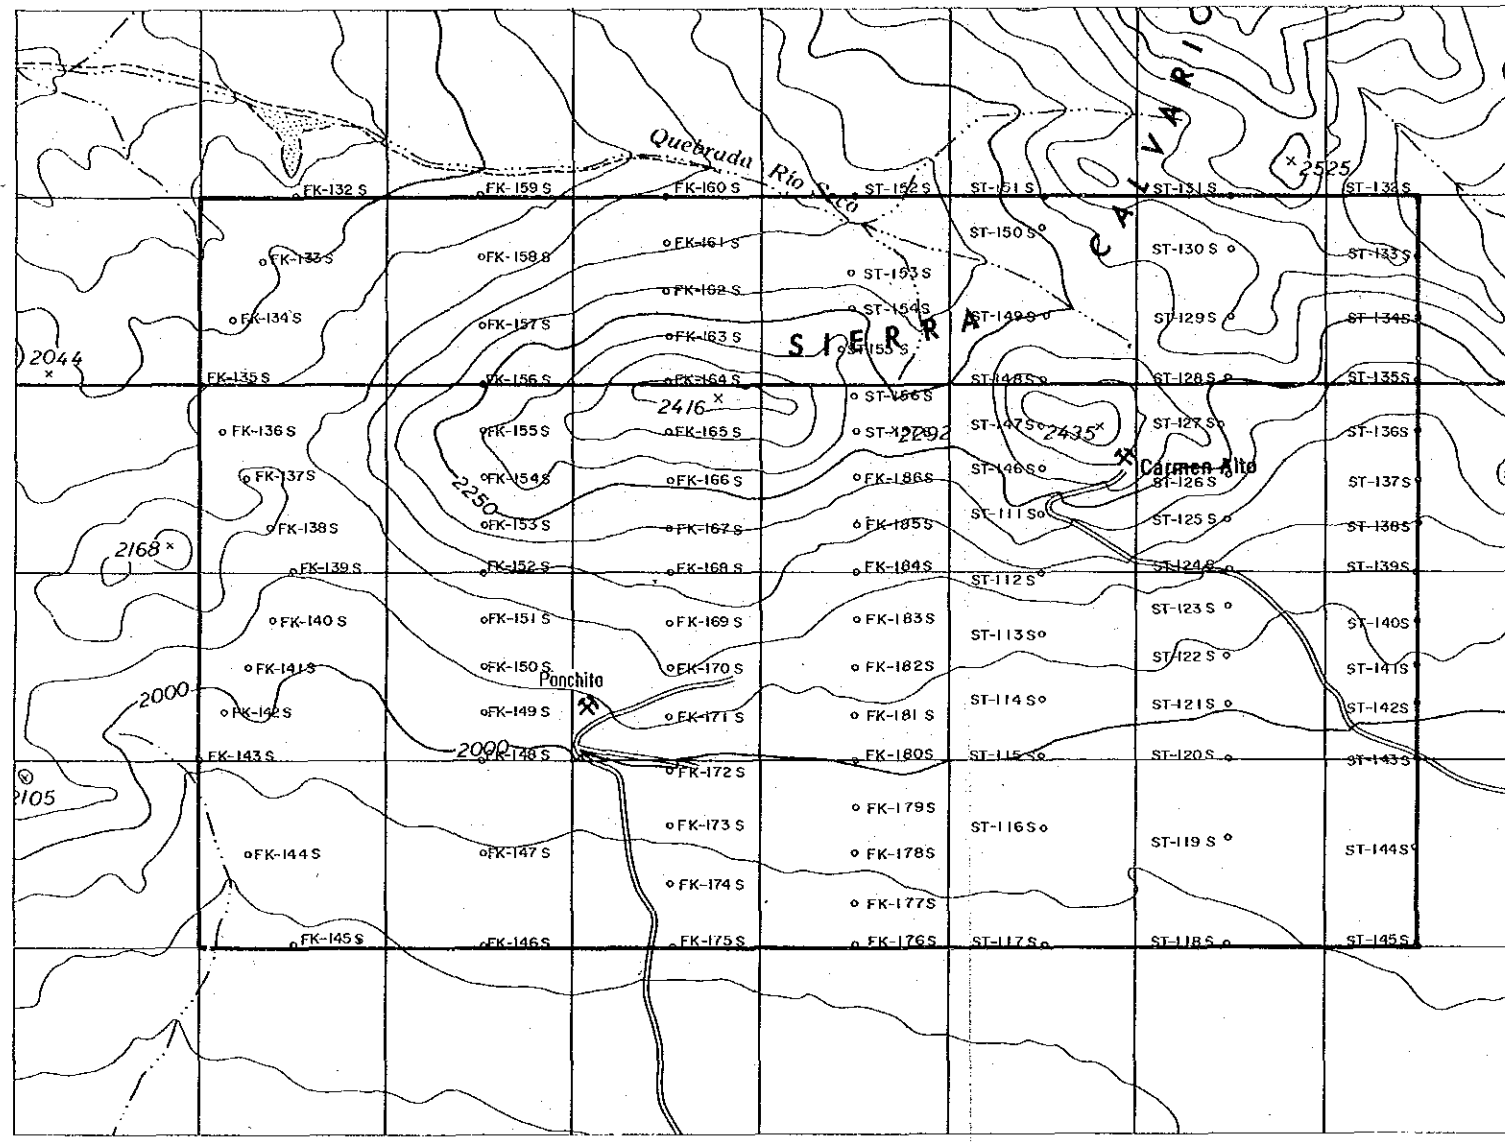 CALVARIO
Quebrada Río Seco
2525
FK-132 S
FK-159 S
FK-160 S
ST-152 S
ST-151 S
ST-131 S
ST-132 S
FK-133 S
FK-158 S
FK-161 S
ST-153 S
ST-150 S
ST-130 S
ST-133 S
FK-134 S
FK-157 S
FK-162 S
ST-154 S
ST-149 S
ST-129 S
ST-134 S
FK-163 S
SIERRA
ST-155 S
2044
FK-135 S
FK-156 S
FK-164 S
ST-156 S
ST-148 S
ST-128 S
ST-135 S
2416
FK-136 S
FK-155 S
FK-165 S
2292
ST-147 S
2435
ST-127 S
ST-136 S
Carmen Alto
FK-137 S
FK-154 S
2250
FK-166 S
FK-186 S
ST-146 S
ST-126 S
ST-137 S
FK-138 S
FK-153 S
FK-167 S
FK-185 S
ST-111 S
ST-125 S
ST-138 S
2168
FK-139 S
FK-152 S
FK-168 S
FK-184 S
ST-112 S
ST-124 S
ST-139 S
FK-140 S
FK-151 S
FK-169 S
FK-183 S
ST-113 S
ST-123 S
ST-140 S
FK-141 S
FK-150 S
FK-170 S
FK-182 S
ST-122 S
ST-141 S
Panchita
2000
FK-142 S
FK-149 S
FK-171 S
FK-181 S
ST-114 S
ST-121 S
ST-142 S
FK-143 S
2000
FK-148 S
FK-172 S
FK-180 S
ST-115 S
ST-120 S
ST-143 S
2105
FK-173 S
FK-179 S
ST-116 S
ST-119 S
ST-144 S
FK-144 S
FK-147 S
FK-174 S
FK-178 S
FK-177 S
FK-145 S
FK-146 S
FK-175 S
FK-176 S
ST-117 S
ST-118 S
ST-145 S